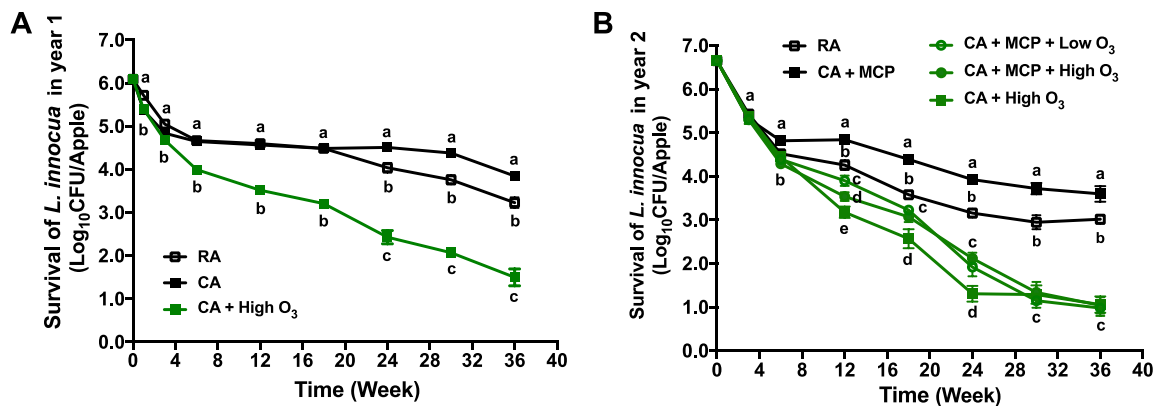 A
Survival of L. innocua in year 1
(Log10CFU/Apple)
7.0
6.0
5.0
4.0
3.0
2.0
1.0
0.0
a
a
a
a
a
a
a
a
b
b
b
b
b
b
b
b
c
c
c
RA
CA
CA + High O3
0 4 8 12 16 20 24 28 32 36 40
Time (Week)
B
Survival of L. innocua in year 2
(Log10CFU/Apple)
7.0
6.0
5.0
4.0
3.0
2.0
1.0
0.0
RA
CA + MCP
CA + MCP + Low O3
CA + MCP + High O3
CA + High O3
a
a
a
a
a
a
a
b
b
b
b
b
b
c
c
c
d
e
d
d
c
c
0 4 8 12 16 20 24 28 32 36 40
Time (Week)